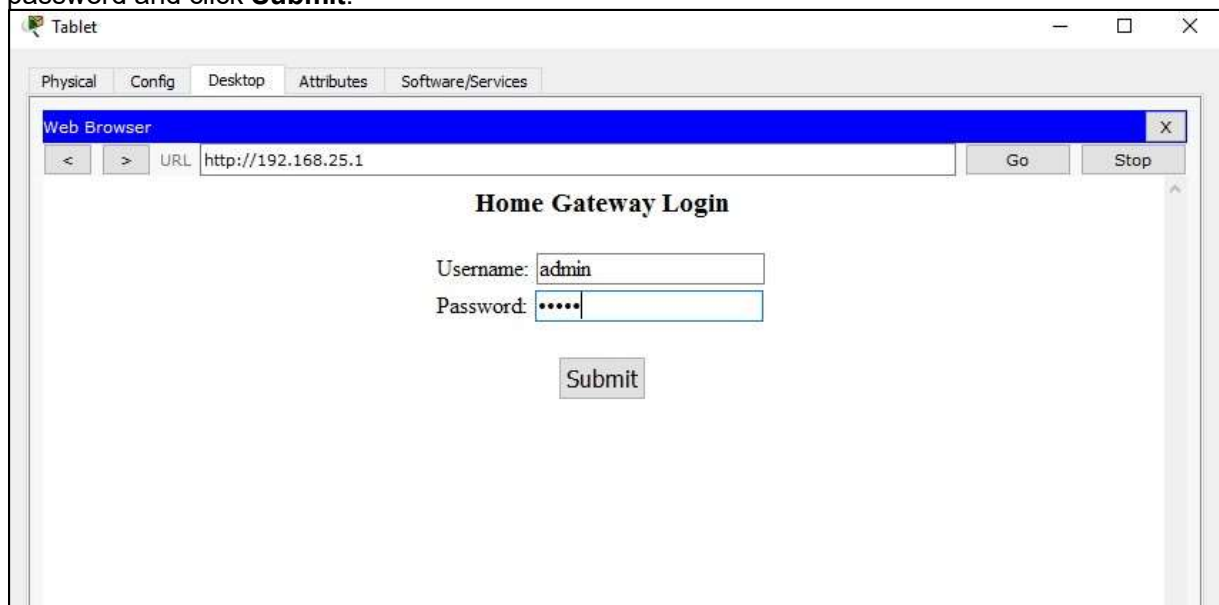 password and click Submit.
Tablet
Physical Config Desktop Attributes Software/Services
Web Browser X
< > URL http://192.168.25.1 Go Stop
Home Gateway Login
Username: admin
Password: •••••
Submit